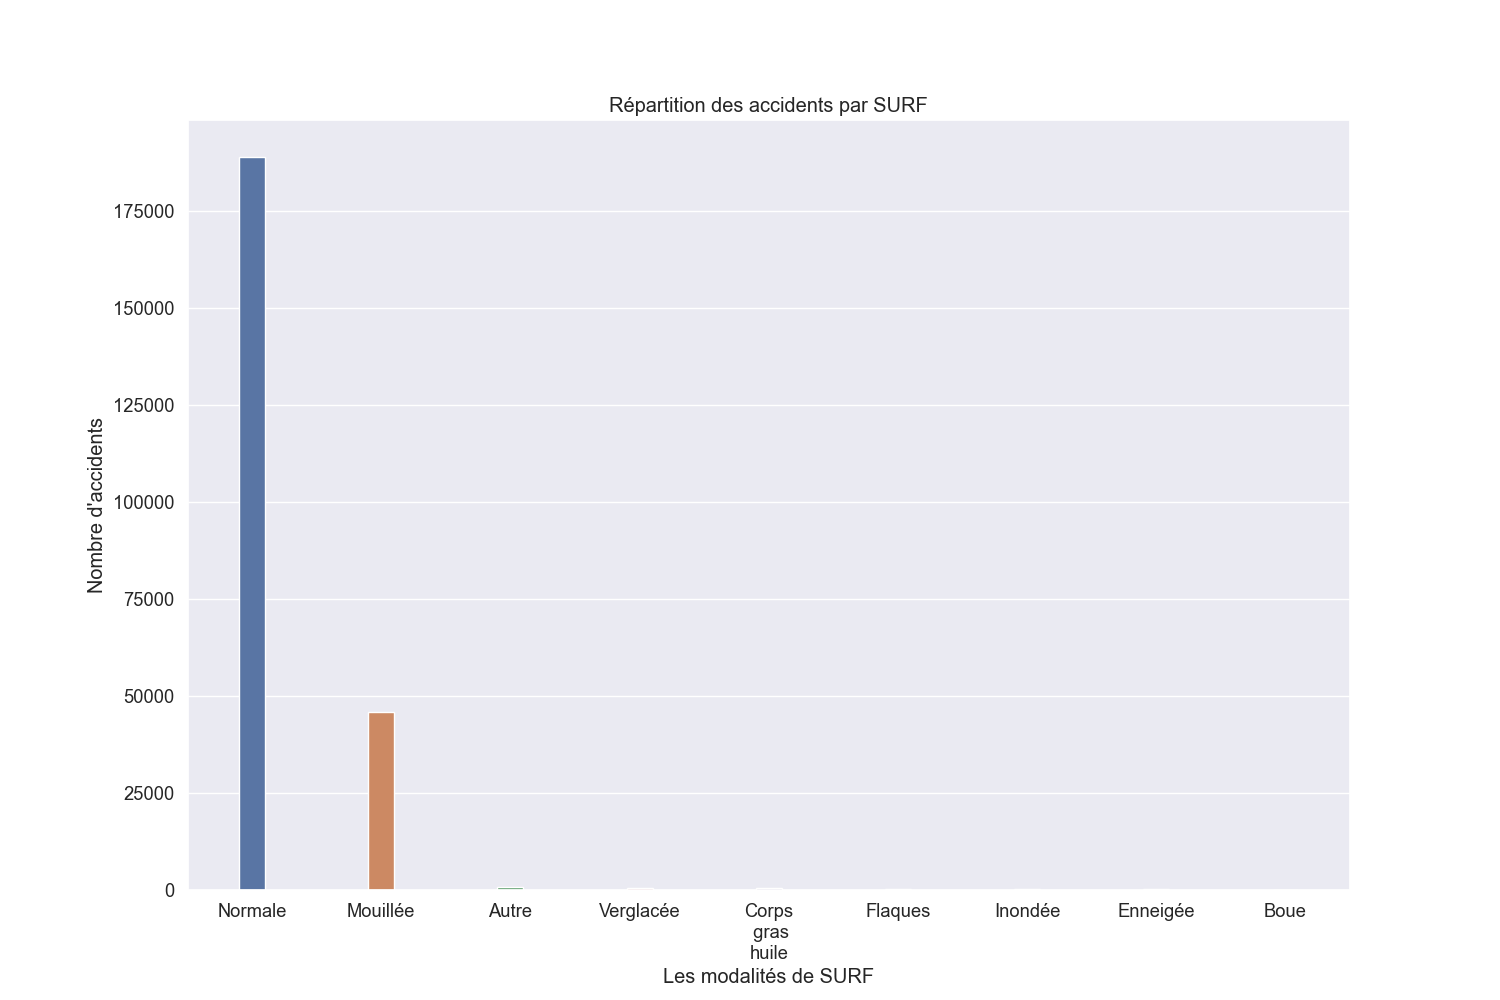 Répartition des accidents par SURF
Nombre d'accidents
175000
150000
125000
100000
75000
50000
25000
0
Normale Mouillée Autre Verglacée Corps Flaques Inondée Enneigée Boue
gras
huile
Les modalités de SURF